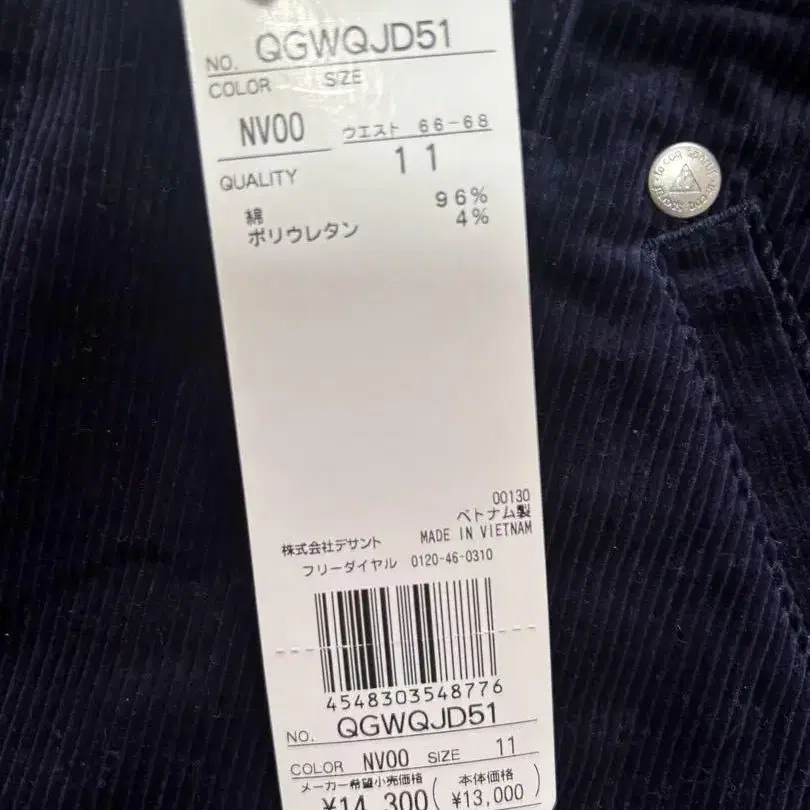 NO. QGWQJD51
COLOR SIZE
NV00 ウエスト 66-68
11
QUALITY
綿 96%
ポリウレタン 4%
00130
ベトナム製
MADE IN VIETNAM
株式会社デサント
フリーダイヤル 0120-46-0310
4548303548776
NO. QGWQJD51
COLOR NV00 SIZE 11
メーカー希望小売価格 (本体価格
¥14,300 ¥13,000)
le coq sportif